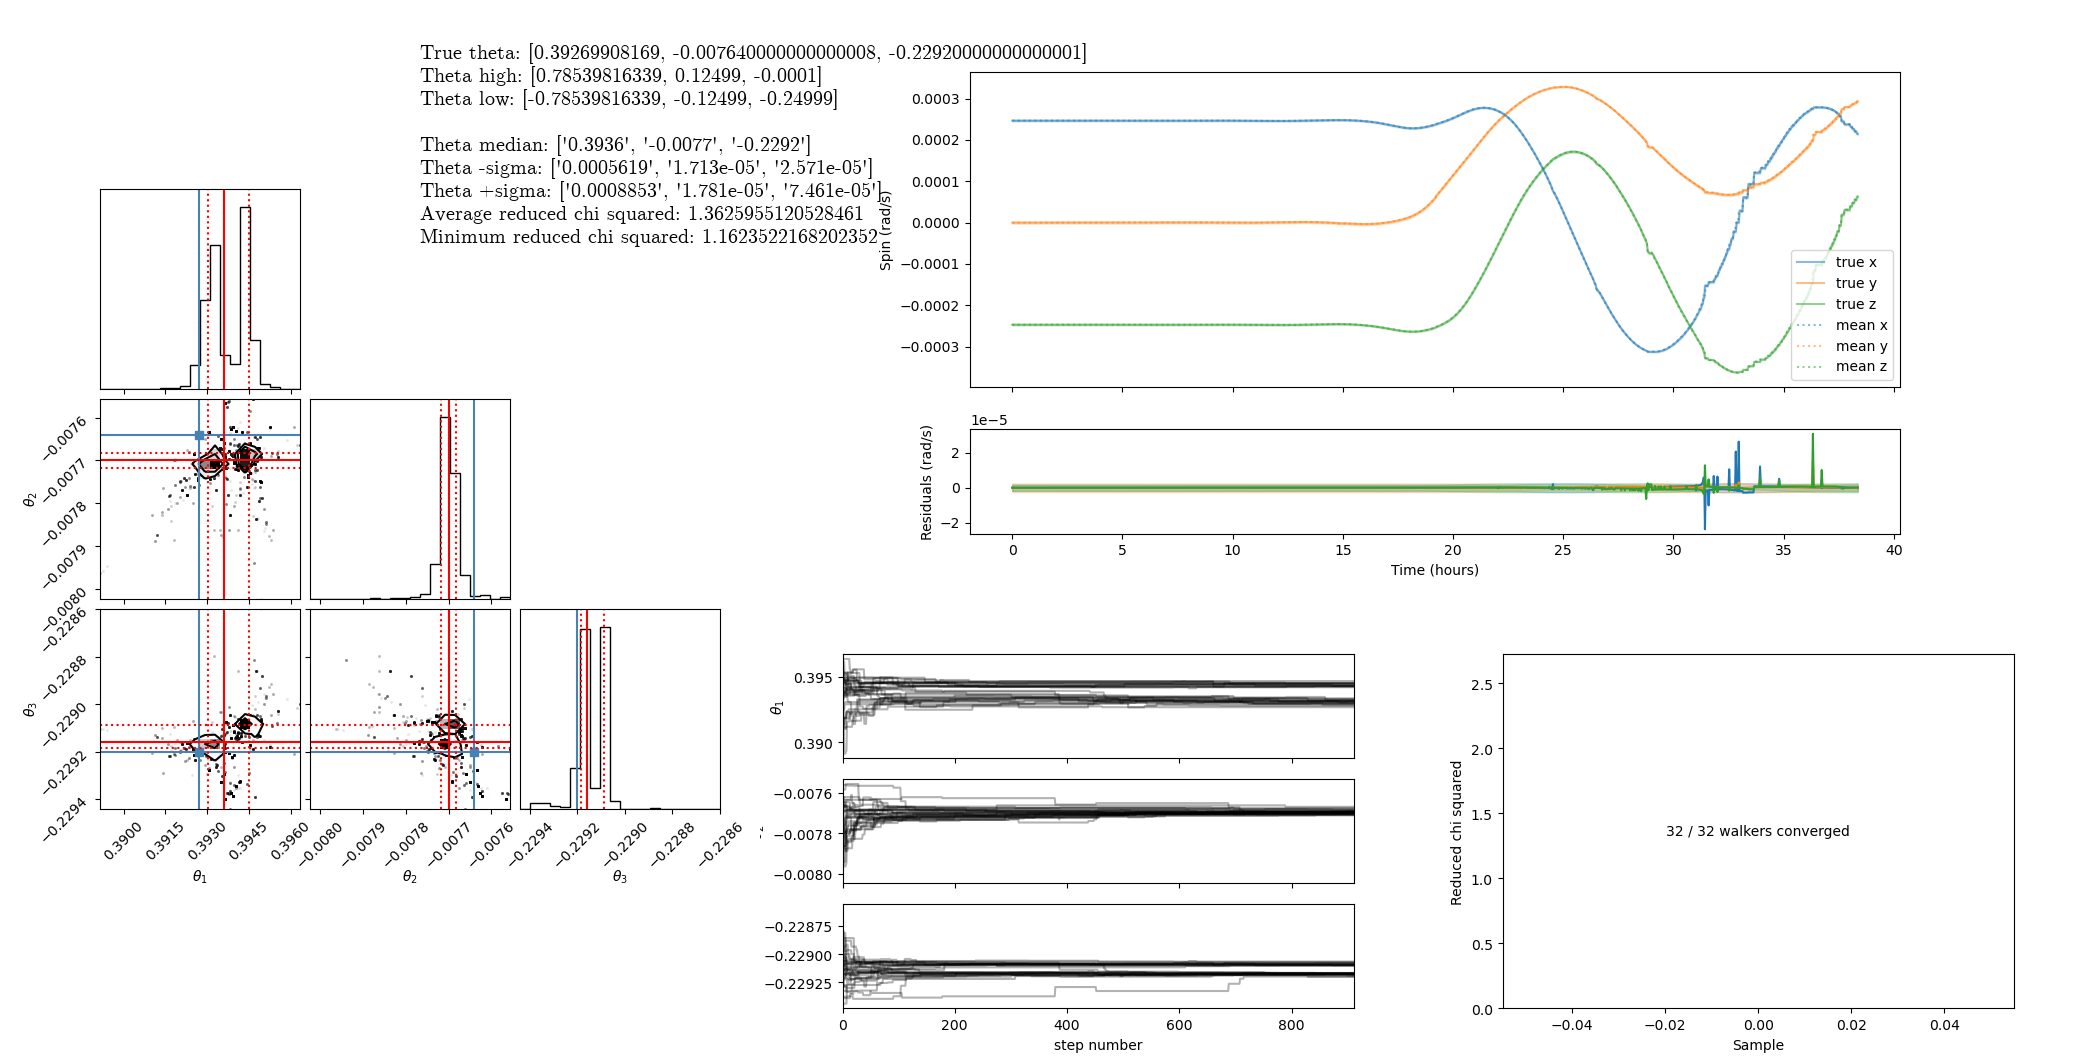 True theta: [0.39269908169, -0.007640000000000008, -0.22920000000000001]
Theta high: [0.78539816339, 0.12499, -0.0001]
Theta low: [-0.78539816339, -0.12499, -0.24999]
Theta median: ['0.3936', '-0.0077', '-0.2292']
Theta -sigma: ['0.0005619', '1.713e-05', '2.571e-05']
Theta +sigma: ['0.0008853', '1.781e-05', '7.461e-05']
Average reduced chi squared: 1.3625955120528461
Minimum reduced chi squared: 1.1623522168202352
Spin (rad/s)
0.0003
0.0002
0.0001
0.0000
−0.0001
−0.0002
−0.0003
true x
true y
true z
mean x
mean y
mean z
1e−5
Residuals (rad/s)
2
0
−2
0 5 10 15 20 25 30 35 40
Time (hours)
θ2
−0.0076
−0.0077
−0.0078
−0.0079
−0.0080
θ3
−0.2286
−0.2288
−0.2290
−0.2292
−0.2294
0.3900 0.3915 0.3930 0.3945 0.3960
θ1
−0.0080 −0.0079 −0.0078 −0.0077 −0.0076
θ2
−0.2294 −0.2292 −0.2290 −0.2288 −0.2286
θ3
θ1
0.395
0.390
−0.0076
−0.0078
−0.0080
−0.22875
−0.22900
−0.22925
0 200 400 600 800
step number
Reduced chi squared
2.5
2.0
1.5
1.0
0.5
0.0
32 / 32 walkers converged
−0.04 −0.02 0.00 0.02 0.04
Sample